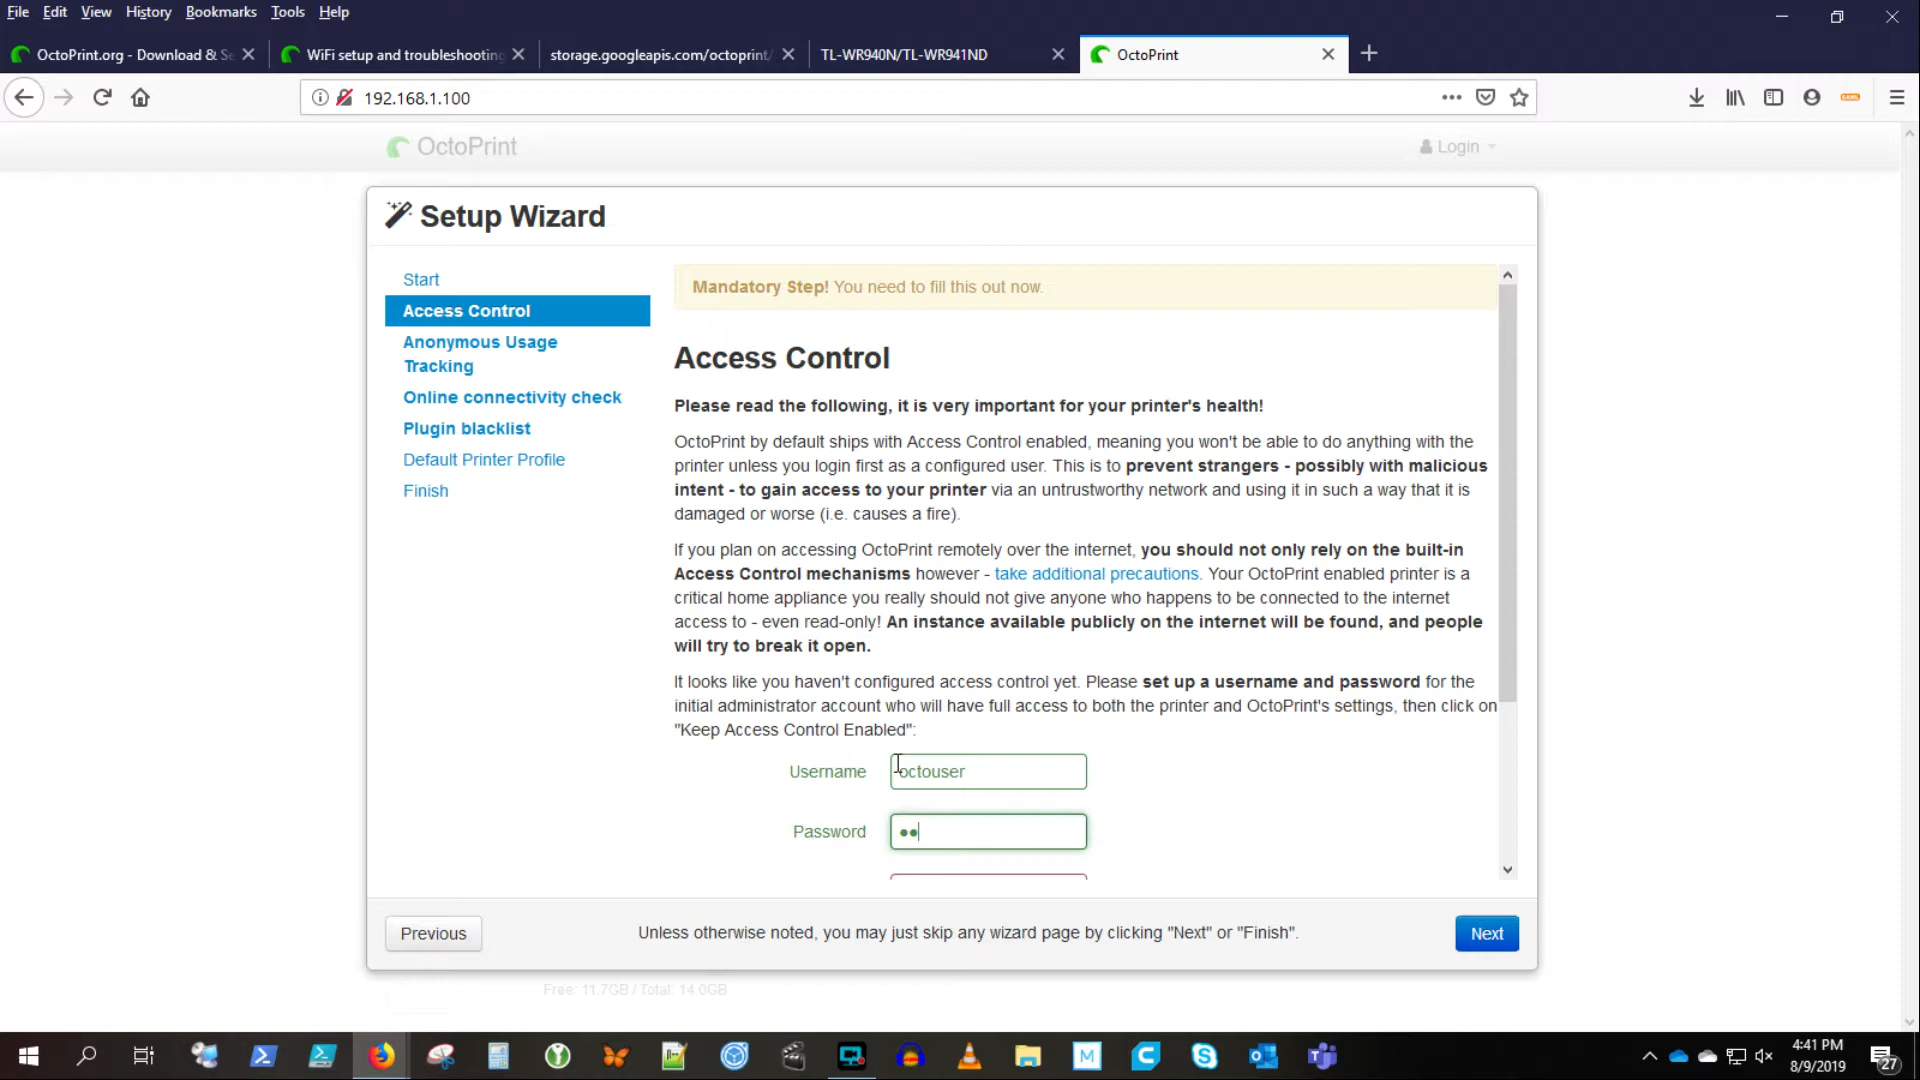 File Edit View History Bookmarks Tools Help
OctoPrint.org - Download & Se
WiFi setup and troubleshooting
storage.googleapis.com/octoprint/
TL-WR940N/TL-WR941ND
OctoPrint
192.168.1.100
OctoPrint
Login
Setup Wizard
Start
Access Control
Anonymous Usage
Tracking
Online connectivity check
Plugin blacklist
Default Printer Profile
Finish
Mandatory Step! You need to fill this out now.
Access Control
Please read the following, it is very important for your printer's health!
OctoPrint by default ships with Access Control enabled, meaning you won't be able to do anything with the
printer unless you login first as a configured user. This is to prevent strangers - possibly with malicious
intent - to gain access to your printer via an untrustworthy network and using it in such a way that it is
damaged or worse (i.e. causes a fire).
If you plan on accessing OctoPrint remotely over the internet, you should not only rely on the built-in
Access Control mechanisms however - take additional precautions. Your OctoPrint enabled printer is a
critical home appliance you really should not give anyone who happens to be connected to the internet
access to - even read-only! An instance available publicly on the internet will be found, and people
will try to break it open.
It looks like you haven't configured access control yet. Please set up a username and password for the
initial administrator account who will have full access to both the printer and OctoPrint's settings, then click on
"Keep Access Control Enabled":
Username octouser
Password ●●
Previous
Unless otherwise noted, you may just skip any wizard page by clicking "Next" or "Finish".
Next
Free: 11.7GB / Total: 14.0GB
4:41 PM
8/9/2019
27